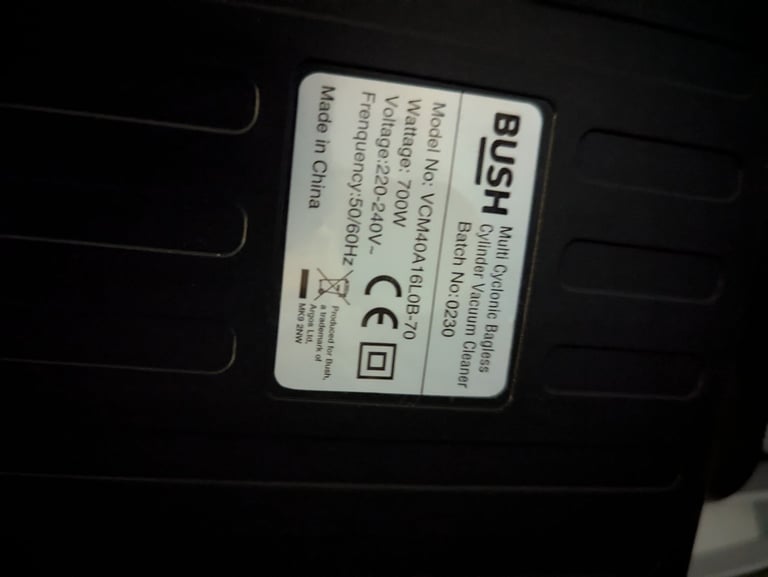 BUSH
Multi Cyclonic Bagless
Cylinder Vacuum Cleaner
Batch No:0230
Model No: VCM40A16L0B-70
Wattage: 700W
Voltage:220-240V~
Frenquency:50/60Hz
CE
Made in China
Produced for Bush,
a trademark of
Argos Ltd,
MK9 2NW